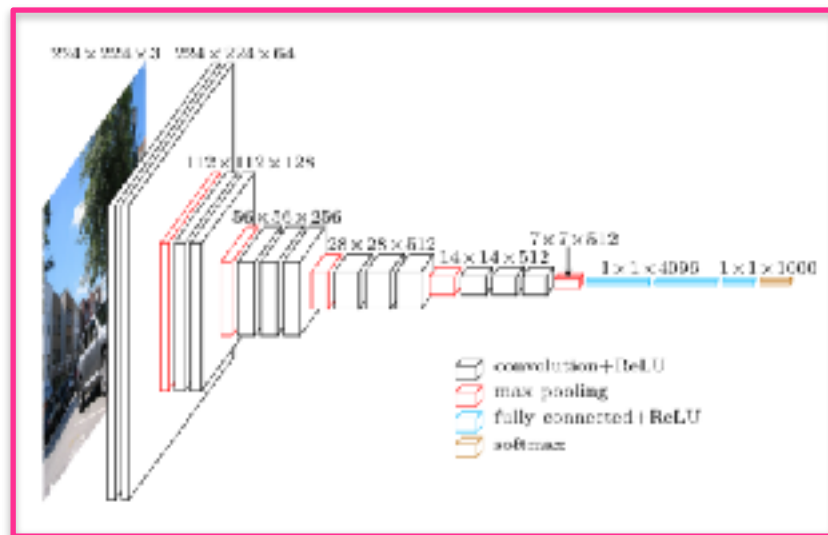 224 × 224 × 3   224 × 224 × 64
112 × 112 × 128
56 × 56 × 256
28 × 28 × 512
14 × 14 × 512
7 × 7 × 512
1 × 1 × 4096   1 × 1 × 1000
convolution+ReLU
max pooling
fully connected+ReLU
softmax